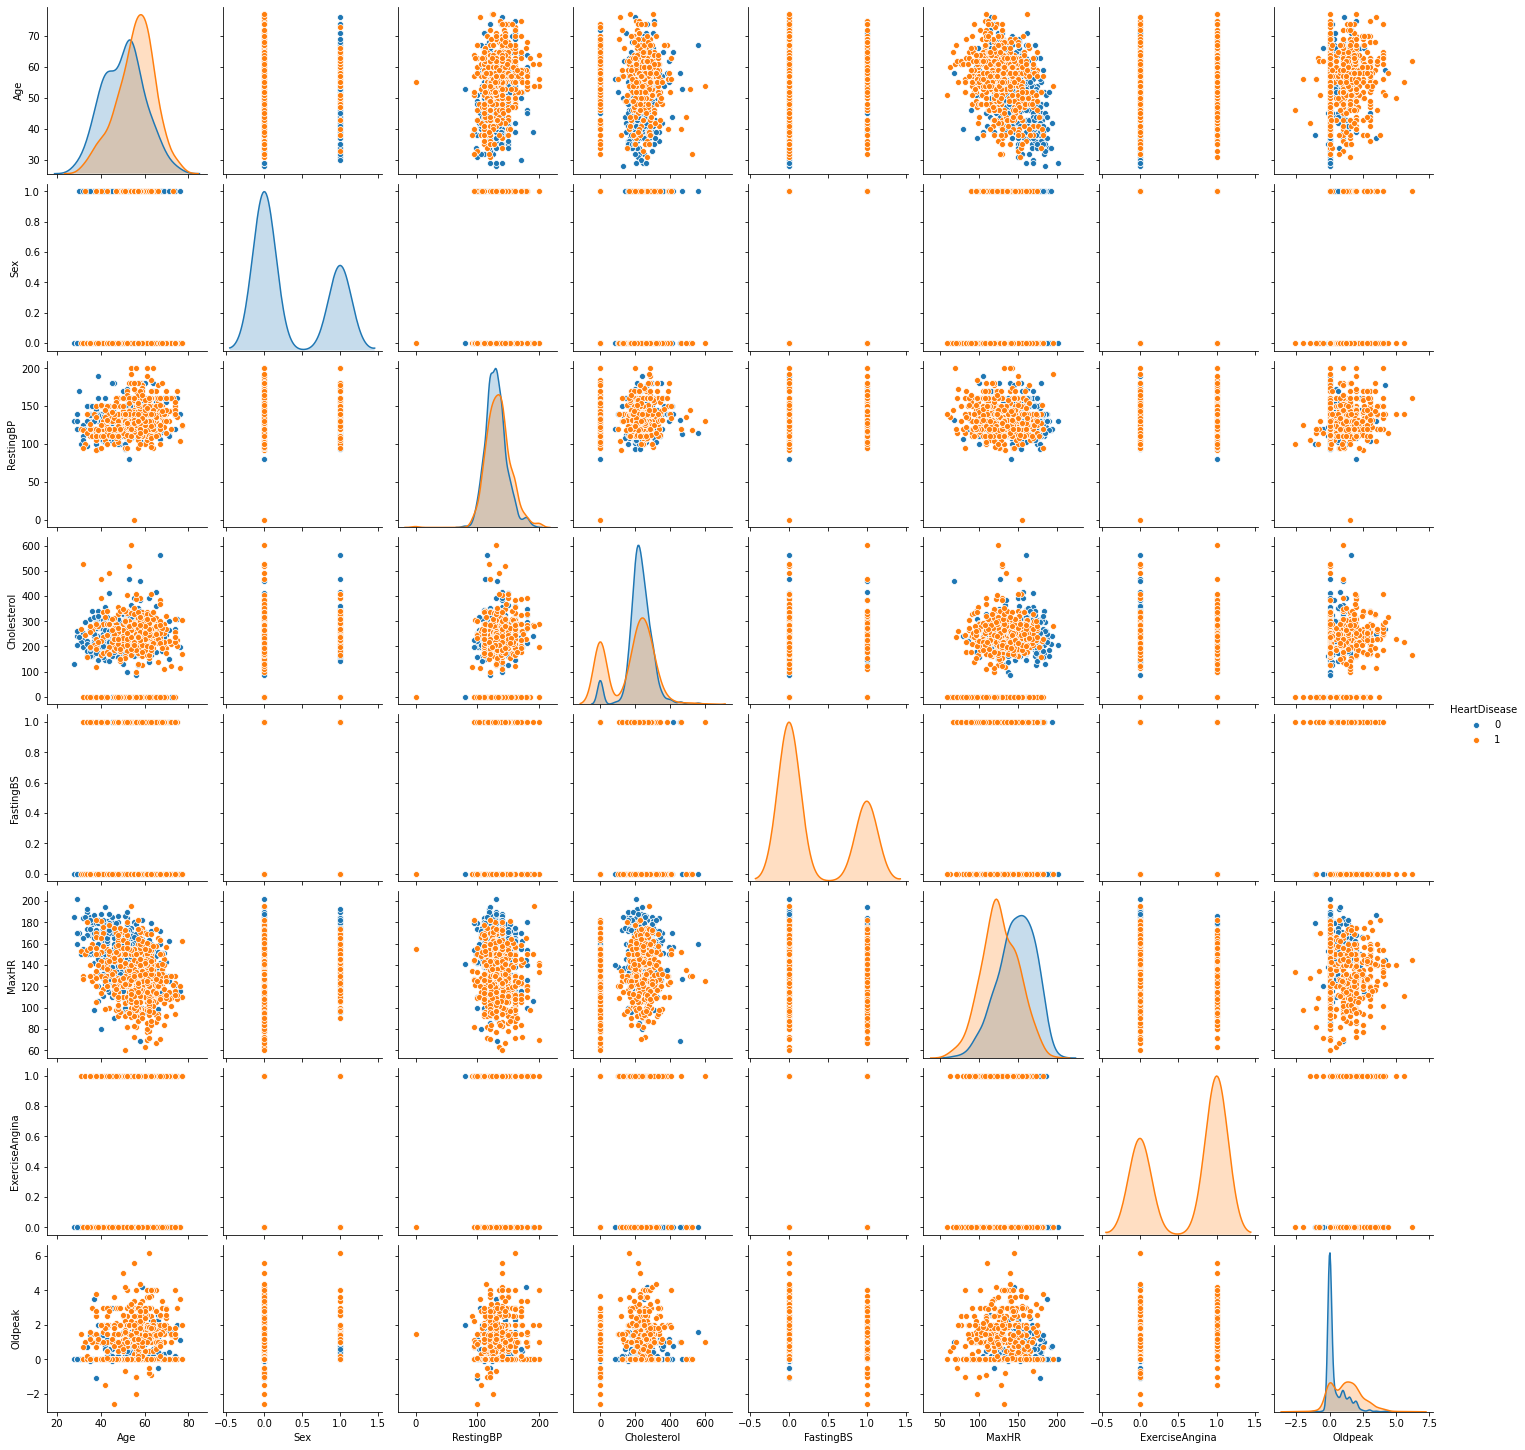 70
60
50
40
30
Age
1.0
0.8
0.6
0.4
0.2
0.0
Sex
200
150
100
50
0
RestingBP
600
500
400
300
200
100
0
Cholesterol
1.0
0.8
0.6
0.4
0.2
0.0
FastingBS
HeartDisease
0
1
200
180
160
140
120
100
80
60
MaxHR
1.0
0.8
0.6
0.4
0.2
0.0
ExerciseAngina
6
4
2
0
−2
Oldpeak
20 40 60 80
−0.5 0.0 0.5 1.0 1.5
0 100 200
0 200 400 600
−0.5 0.0 0.5 1.0 1.5
50 100 150 200
−0.5 0.0 0.5 1.0 1.5
−2.5 0.0 2.5 5.0 7.5
Age Sex RestingBP Cholesterol FastingBS MaxHR ExerciseAngina Oldpeak